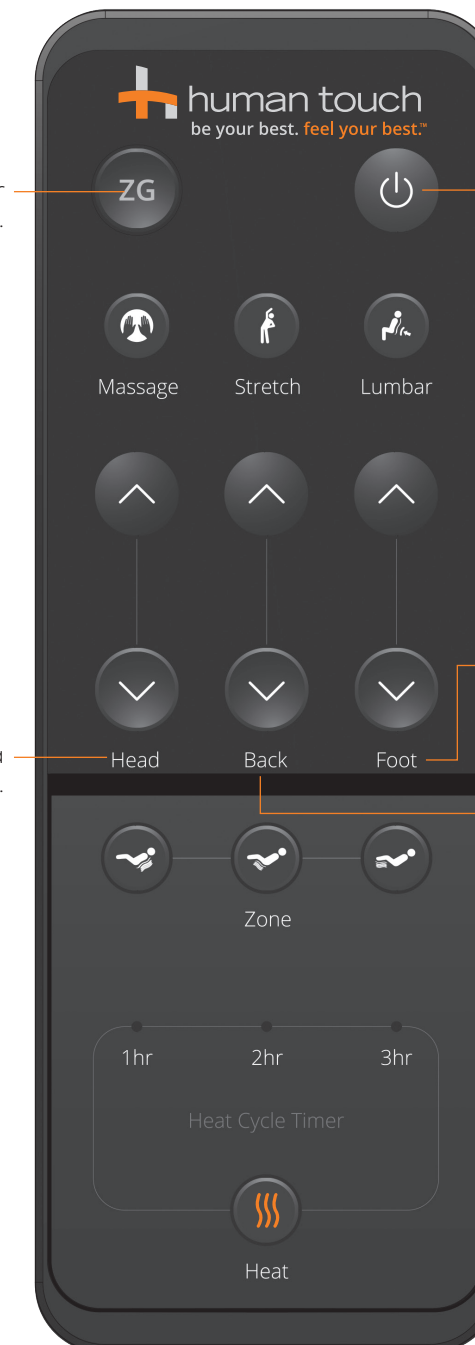 human touch
be your best. feel your best.™
ZG
Massage Stretch Lumbar
Head Back Foot
Zone
1hr 2hr 3hr
Heat Cycle Timer
Heat